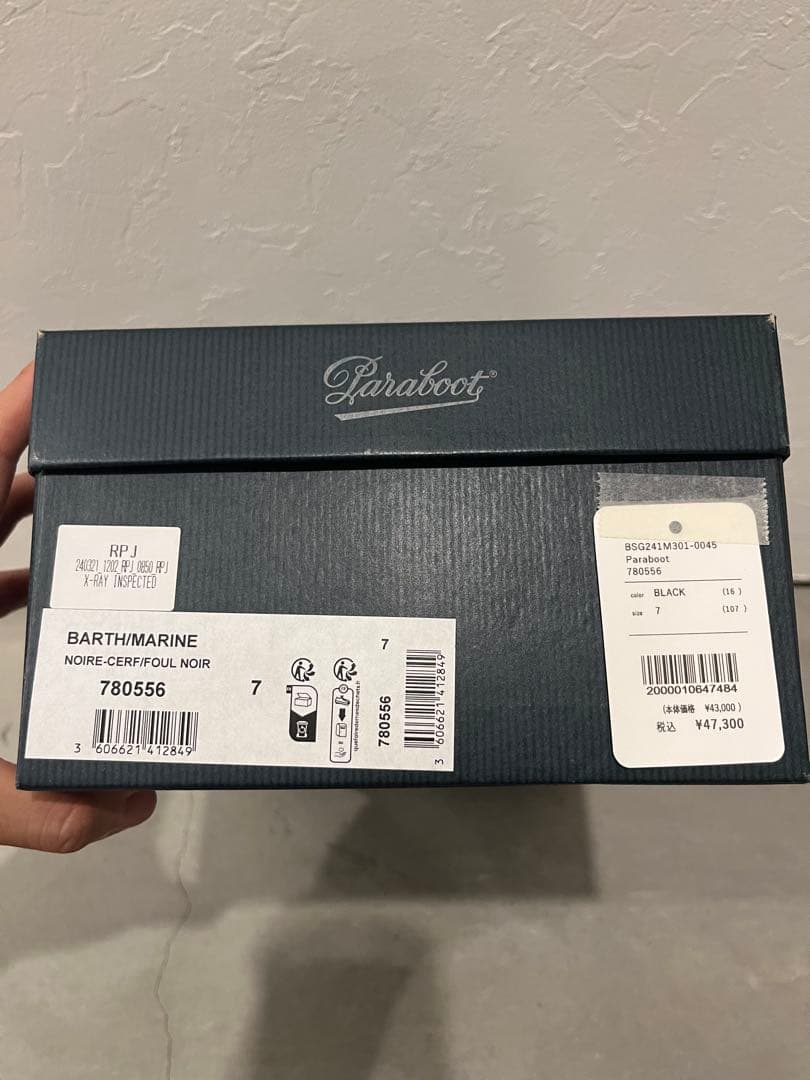 Paraboot®
RPJ
240321_1202_RPJ 0850_RPJ
X-RAY INSPECTED
BARTH/MARINE
NOIRE-CERF/FOUL NOIR
780556
7
3 606621 412849
7
780556
3 606621 412849
BSG241M301-0045
Paraboot
780556
color BLACK (16 )
size 7 (107 )
2000010647484
(本体価格 ¥43,000 )
税込 ¥47,300